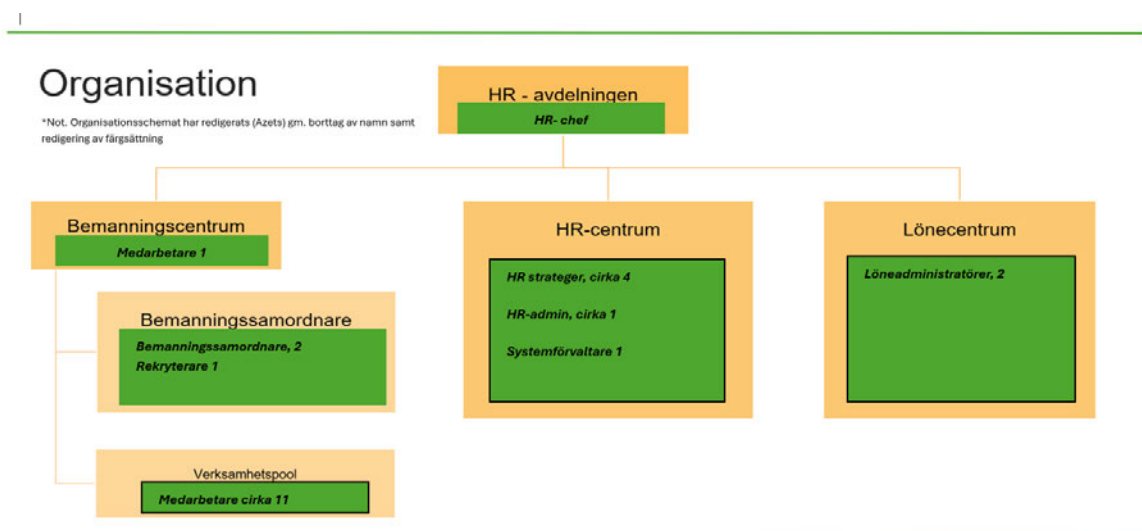 Organisation
*Not. Organisationsschemat har redigerats (Azets) gm. borttag av namn samt
redigering av färgsättning
HR - avdelningen
HR- chef
Bemanningscentrum
Medarbetare 1
Bemanningssamordnare
Bemanningssamordnare, 2
Rekryterare 1
Verksamhetspool
Medarbetare cirka 11
HR-centrum
HR strateger, cirka 4
HR-admin, cirka 1
Systemförvaltare 1
Lönecentrum
Löneadministratörer, 2